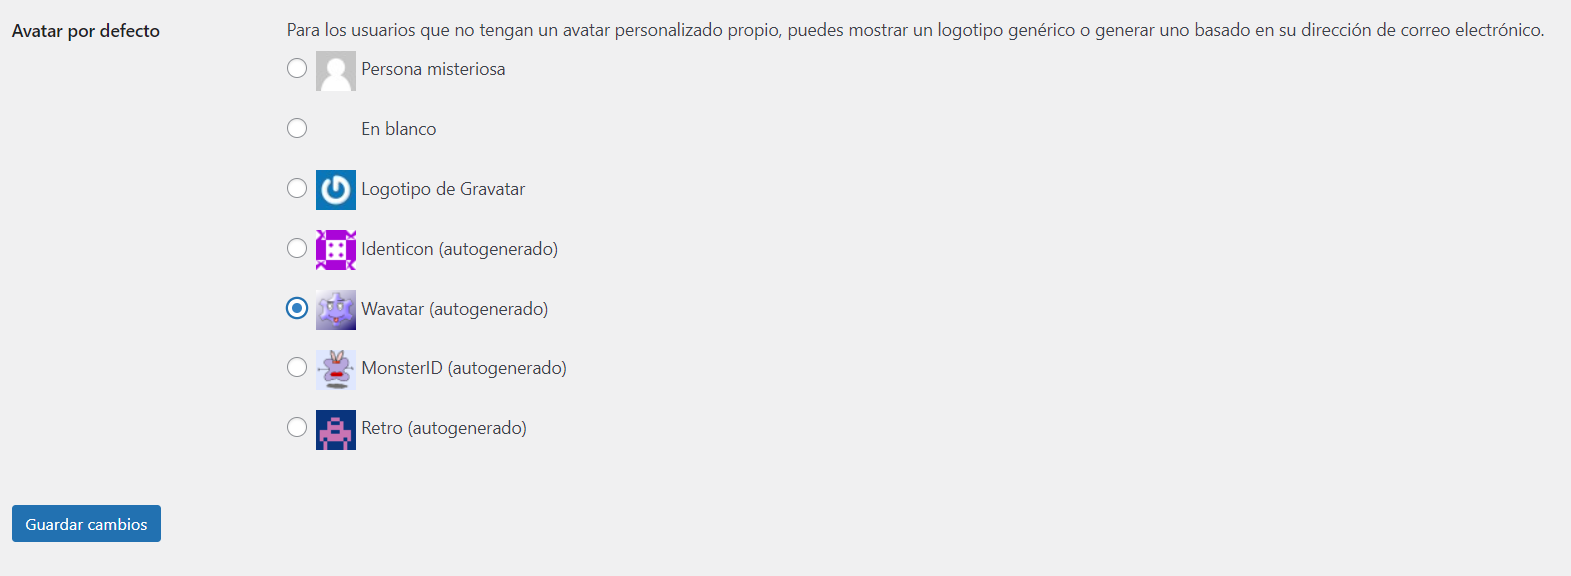 Avatar por defecto
Para los usuarios que no tengan un avatar personalizado propio, puedes mostrar un logotipo genérico o generar uno basado en su dirección de correo electrónico.
Persona misteriosa
En blanco
Logotipo de Gravatar
Identicon (autogenerado)
Wavatar (autogenerado)
MonsterID (autogenerado)
Retro (autogenerado)
Guardar cambios